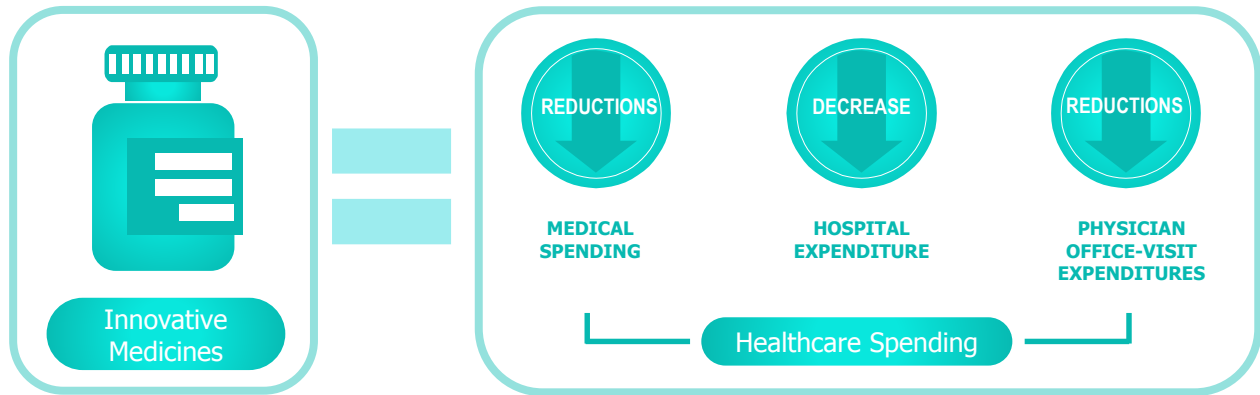 Innovative
Medicines
REDUCTIONS
MEDICAL
SPENDING
DECREASE
HOSPITAL
EXPENDITURE
REDUCTIONS
PHYSICIAN
OFFICE-VISIT
EXPENDITURES
Healthcare Spending